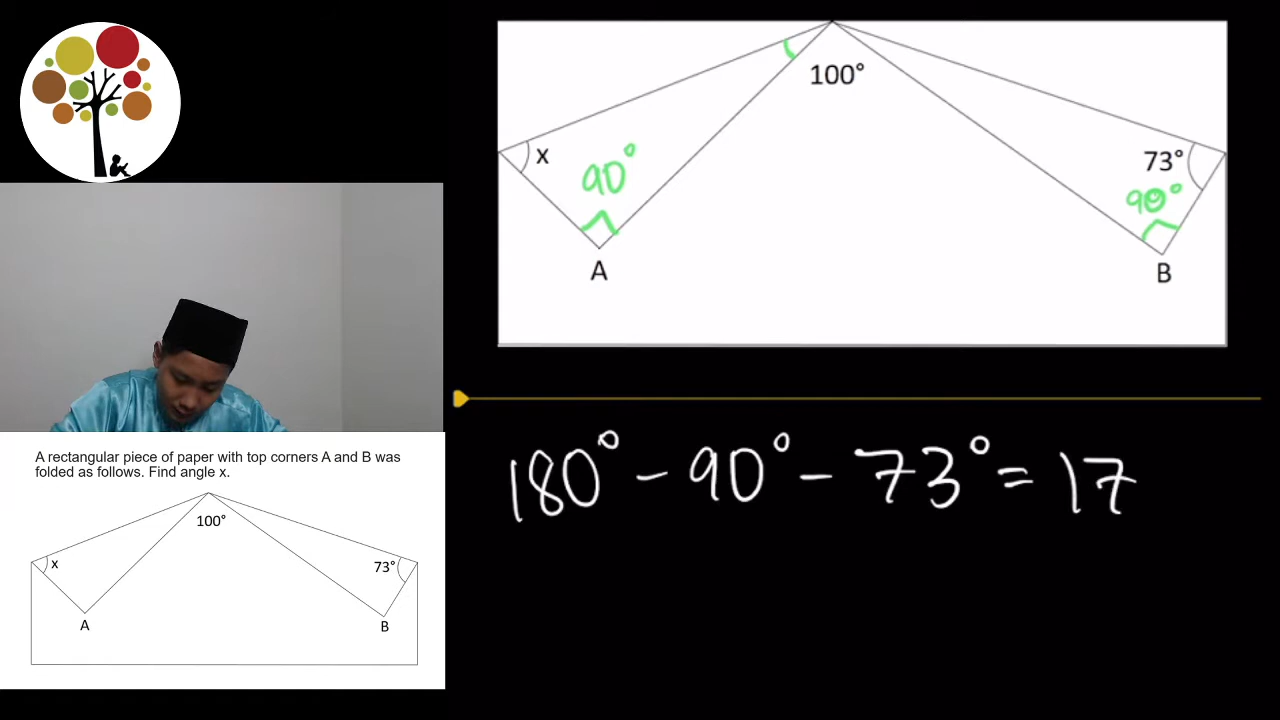 100°
x
90°
73°
90°
A
B
180° - 90° - 73° = 17
A rectangular piece of paper with top corners A and B was
folded as follows. Find angle x.
100°
x
73°
A
B